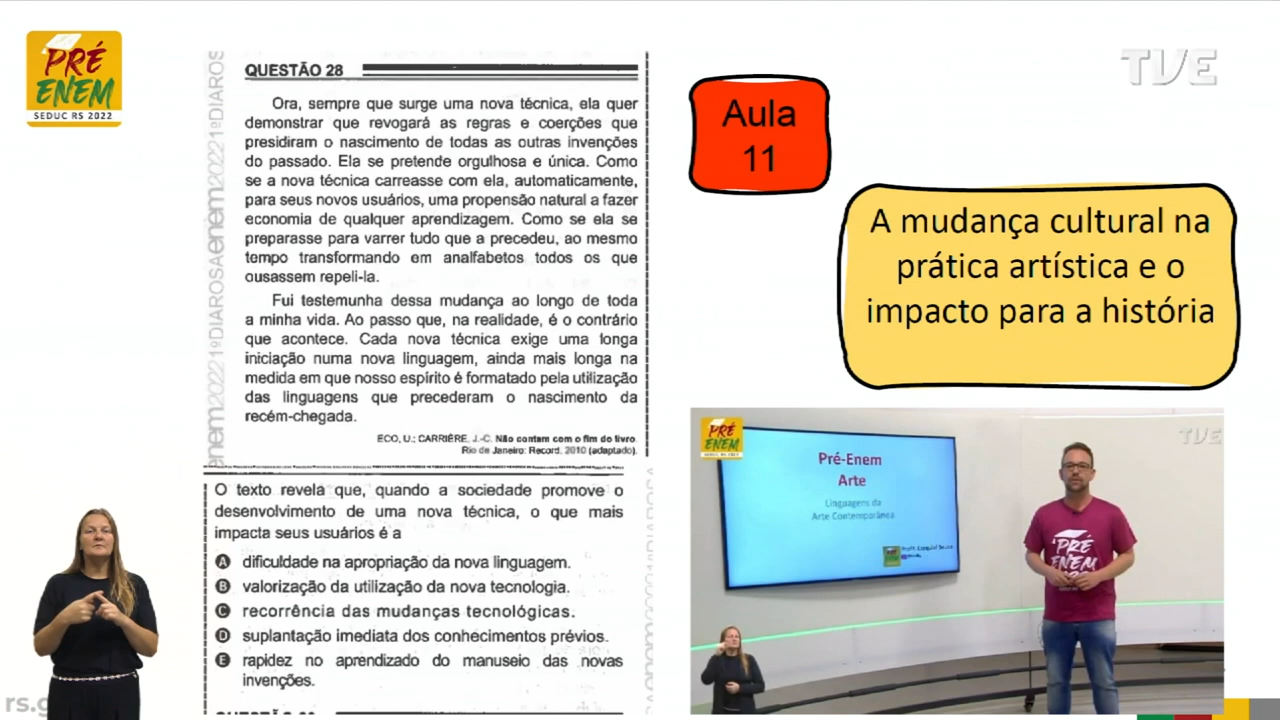 PRÉ
ENEM
SEDUC RS 2022
TVE
QUESTÃO 28
Ora, sempre que surge uma nova técnica, ela quer
demonstrar que revogará as regras e coerções que
presidiram o nascimento de todas as outras invenções
do passado. Ela se pretende orgulhosa e única. Como
se a nova técnica carreasse com ela, automaticamente,
para seus novos usuários, uma propensão natural a fazer
economia de qualquer aprendizagem. Como se ela se
preparasse para varrer tudo que a precedeu, ao mesmo
tempo transformando em analfabetos todos os que
ousassem repeli-la.
Fui testemunha dessa mudança ao longo de toda
a minha vida. Ao passo que, na realidade, é o contrário
que acontece. Cada nova técnica exige uma longa
iniciação numa nova linguagem, ainda mais longa na
medida em que nosso espírito é formatado pela utilização
das linguagens que precederam o nascimento da
recém-chegada.
ECO, U.; CARRIÈRE, J.-C. Não contam com o fim do livro.
Rio de Janeiro: Record, 2010 (adaptado).
O texto revela que, quando a sociedade promove o
desenvolvimento de uma nova técnica, o que mais
impacta seus usuários é a
A dificuldade na apropriação da nova linguagem.
B valorização da utilização da nova tecnologia.
C recorrência das mudanças tecnológicas.
D suplantação imediata dos conhecimentos prévios.
E rapidez no aprendizado do manuseio das novas
invenções.
Aula
11
A mudança cultural na
prática artística e o
impacto para a história
PRÉ
ENEM
SEDUC RS 2022
TVE
Pré-Enem
Arte
Linguagens da
Arte Contemporânea
PRÉ
ENEM
rs.g